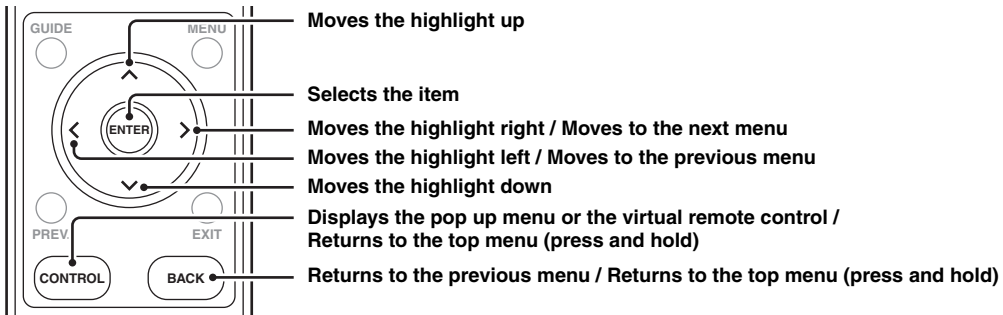 GUIDE MENU
Moves the highlight up
Selects the item
ENTER
Moves the highlight right / Moves to the next menu
Moves the highlight left / Moves to the previous menu
Moves the highlight down
Displays the pop up menu or the virtual remote control /
Returns to the top menu (press and hold)
PREV. EXIT
CONTROL BACK
Returns to the previous menu / Returns to the top menu (press and hold)